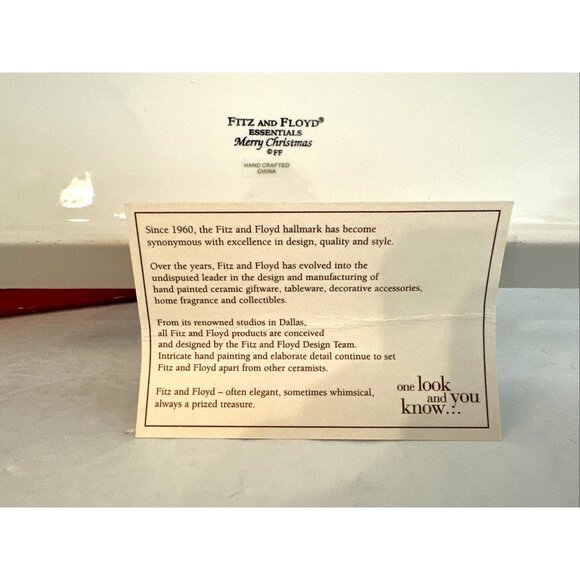 FITZ AND FLOYD®
ESSENTIALS
Merry Christmas
©FF
HAND CRAFTED
CHINA
Since 1960, the Fitz and Floyd hallmark has become
synonymous with excellence in design, quality and style.
Over the years, Fitz and Floyd has evolved into the
undisputed leader in the design and manufacturing of
hand painted ceramic giftware, tableware, decorative accessories,
home fragrance and collectibles.
From its renowned studios in Dallas,
all Fitz and Floyd products are conceived
and designed by the Fitz and Floyd Design Team.
Intricate hand painting and elaborate detail continue to set
Fitz and Floyd apart from other ceramists.
Fitz and Floyd – often elegant, sometimes whimsical,
always a prized treasure.
one look
and you
know.:.